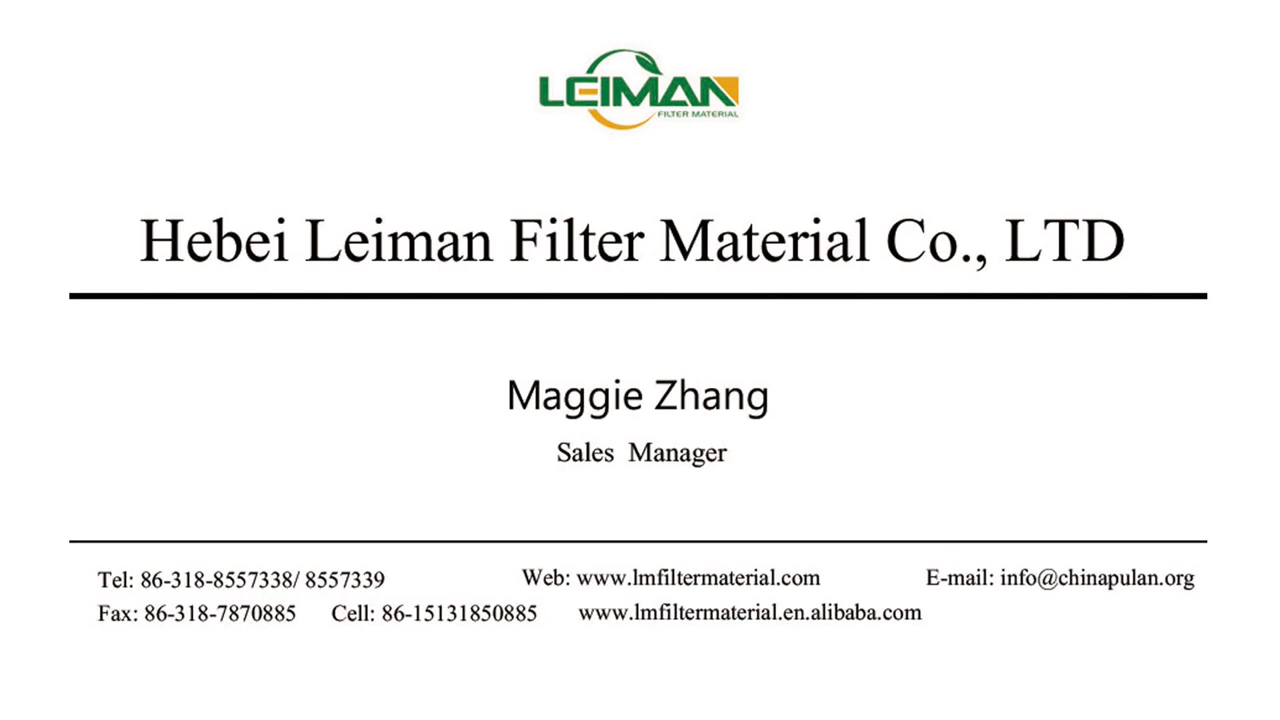 LEIMAN
FILTER MATERIAL
Hebei Leiman Filter Material Co., LTD
Maggie Zhang
Sales Manager
Tel: 86-318-8557338/ 8557339 Web: www.lmfiltermaterial.com E-mail: info@chinapulan.org
Fax: 86-318-7870885 Cell: 86-15131850885 www.lmfiltermaterial.en.alibaba.com